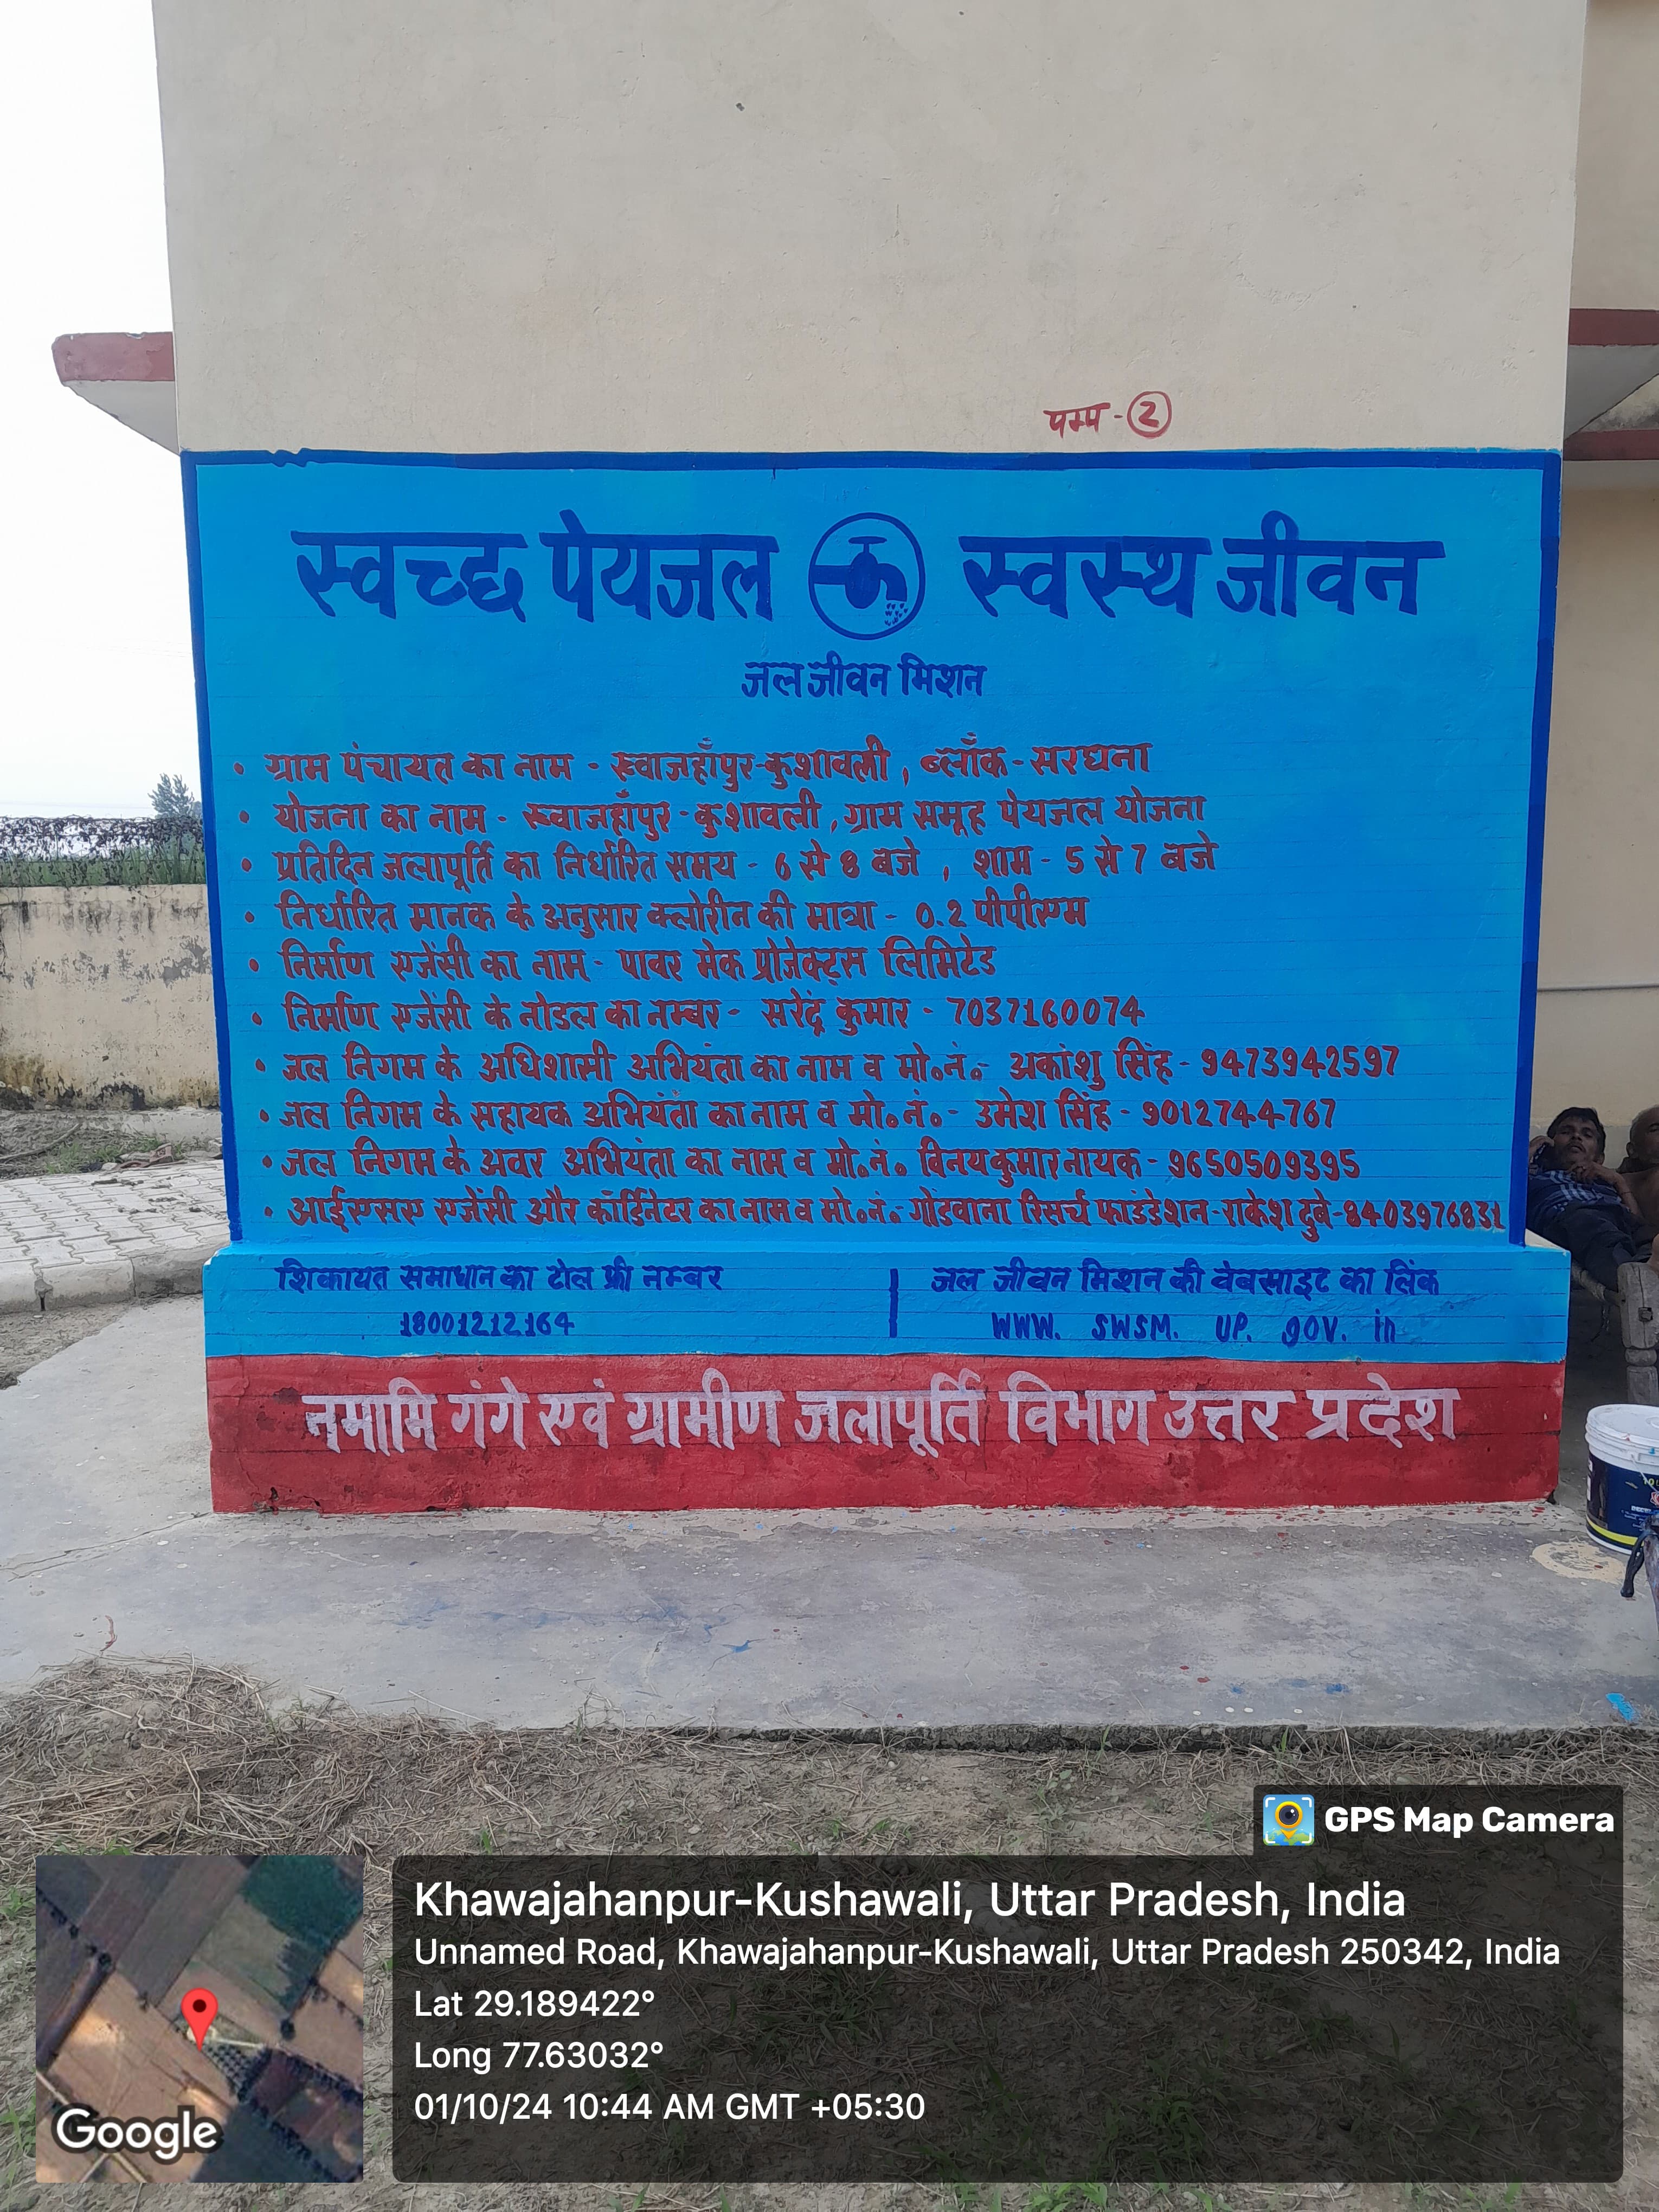 पम्प - 2
स्वच्छ पेयजल स्वस्थ जीवन
जल जीवन मिशन
• ग्राम पंचायत का नाम - ख्वाजहाँपुर-कुशावली, ब्लॉक - सरधना
• योजना का नाम - ख्वाजहाँपुर - कुशावली, ग्राम समूह पेयजल योजना
• प्रतिदिन जलापूर्ति का निर्धारित समय - 6 से 8 बजे , शाम - 5 से 7 बजे
• निर्धारित मानक के अनुसार क्लोरीन की मात्रा - 0.2 पीपीएम
• निर्माण एजेंसी का नाम - पावर मेक प्रोजेक्ट्स लिमिटेड
• निर्माण एजेंसी के नोडल का नम्बर - सरेंद्र कुमार - 7037160074
• जल निगम के अधिशासी अभियंता का नाम व मो.नं.- अकांशु सिंह - 9473942597
• जल निगम के सहायक अभियंता का नाम व मो.नं.- उमेश सिंह - 9012744767
• जल निगम के अवर अभियंता का नाम व मो.नं. विनय कुमार नायक - 9650509395
• आईएसए एजेंसी और कॉर्डिनेटर का नाम व मो.नं.- गोडवाना रिसर्च फाउंडेशन-राकेश दुबे-8403976831
शिकायत समाधान का टोल फ्री नम्बर
18001212164
जल जीवन मिशन की वेबसाइट का लिंक
WWW. SWSM. UP. gov. in
नमामि गंगे एवं ग्रामीण जलापूर्ति विभाग उत्तर प्रदेश
GPS Map Camera
Khawajahanpur-Kushawali, Uttar Pradesh, India
Unnamed Road, Khawajahanpur-Kushawali, Uttar Pradesh 250342, India
Lat 29.189422°
Long 77.63032°
01/10/24 10:44 AM GMT +05:30
Google